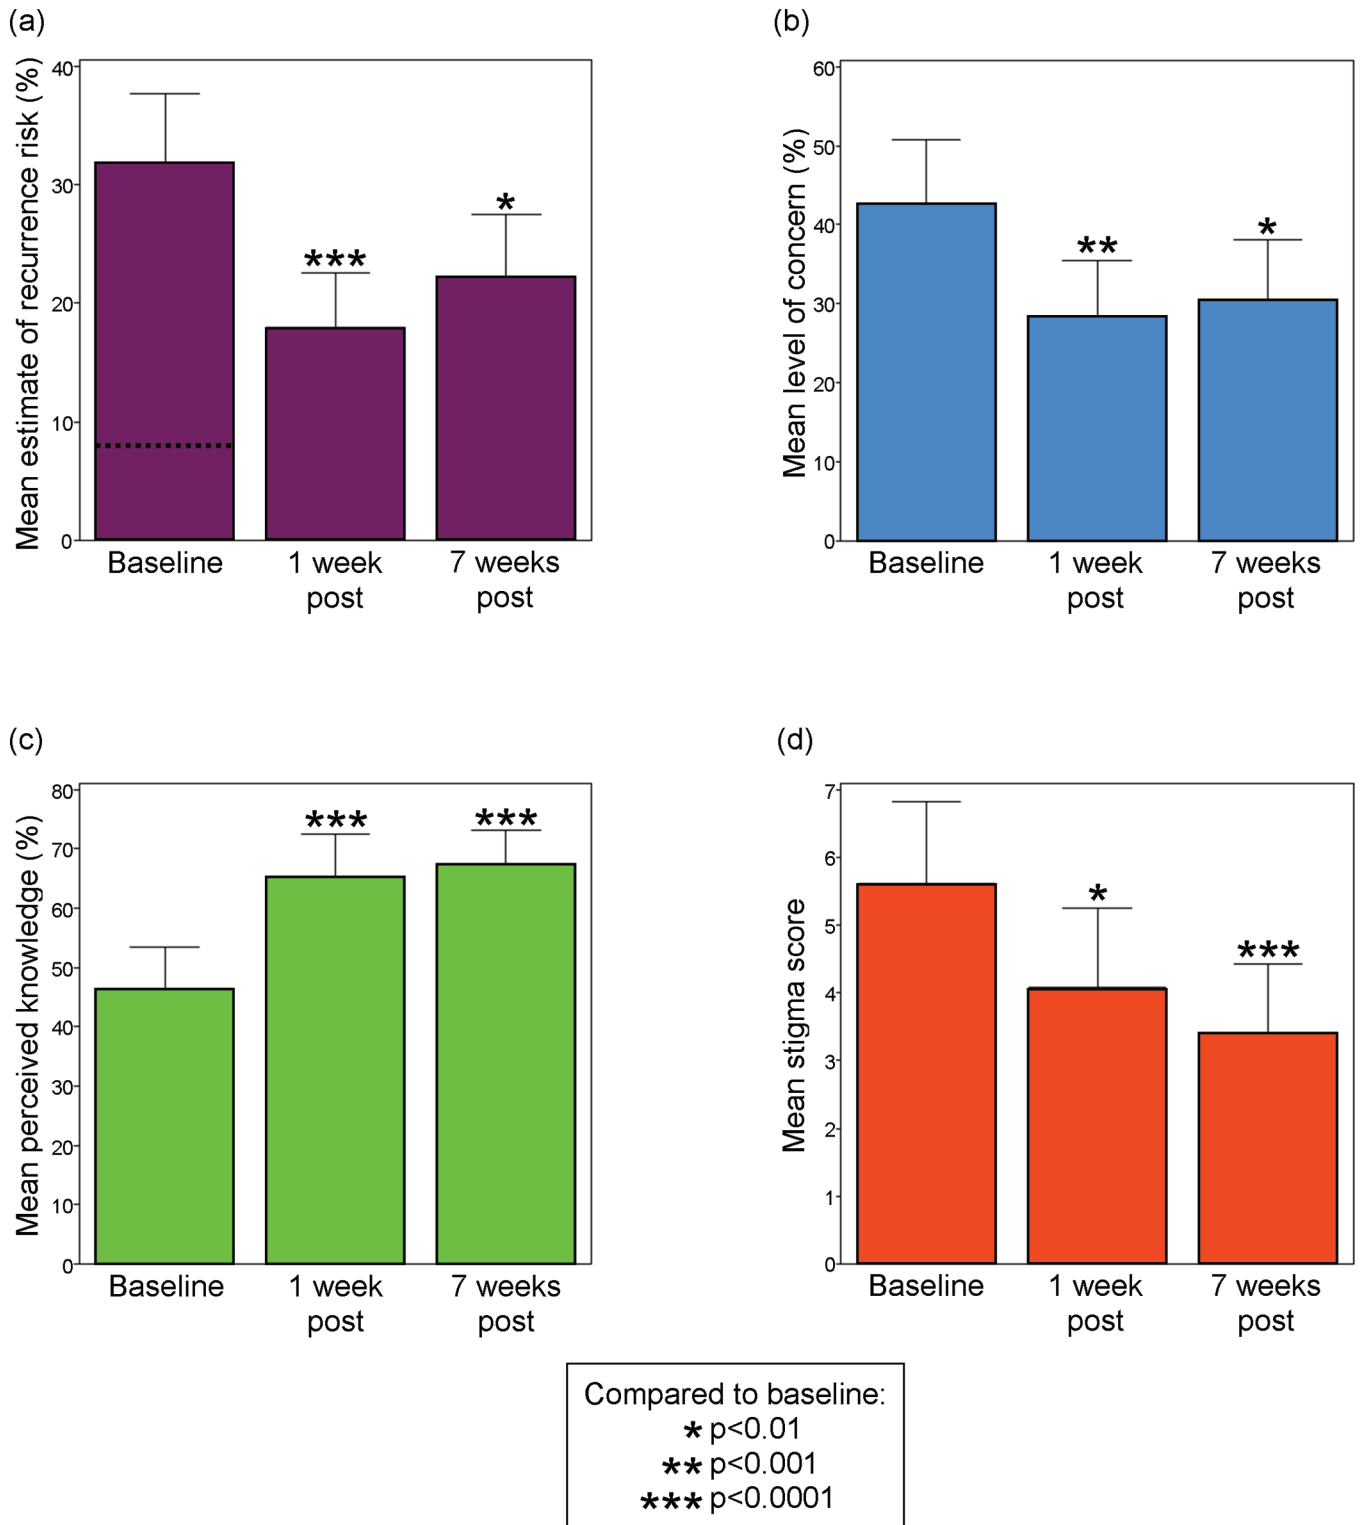 (a)
Mean estimate of recurrence risk (%)
40
30
20
10
0
***
*
Baseline
1 week
post
7 weeks
post
(b)
Mean level of concern (%)
60
50
40
30
20
10
0
**
*
Baseline
1 week
post
7 weeks
post
(c)
Mean perceived knowledge (%)
80
70
60
50
40
30
20
10
0
***
***
Baseline
1 week
post
7 weeks
post
(d)
Mean stigma score
7
6
5
4
3
2
1
0
*
***
Baseline
1 week
post
7 weeks
post
Compared to baseline:
* p<0.01
** p<0.001
*** p<0.0001